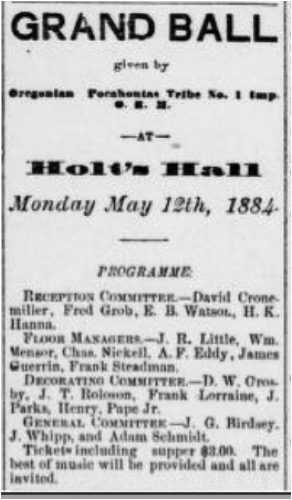 GRAND BALL
given by
Oregonian Pocahontas Tribe No. 1 Imp.
O. R. M.
—AT—
Holt's Hall
Monday May 12th, 1884.
PROGRAMME:
RECEPTION COMMITTEE.—David Crone-
miller, Fred Grob, E. B. Watson, H. K.
Hanna.
FLOOR MANAGERS.—J. R. Little, Wm.
Mensor, Chas. Nickell, A. F. Eddy, James
Guerrin, Frank Steadman.
DECORATING COMMITTEE.—D. W. Cros-
by, J. T. Roloson, Frank Lorraine, J.
Parks, Henry, Pape Jr.
GENERAL COMMITTEE—J. G. Birdsey,
J. Whipp, and Adam Schmidt.
Tickets including supper $3.00. The
best of music will be provided and all are
invited.